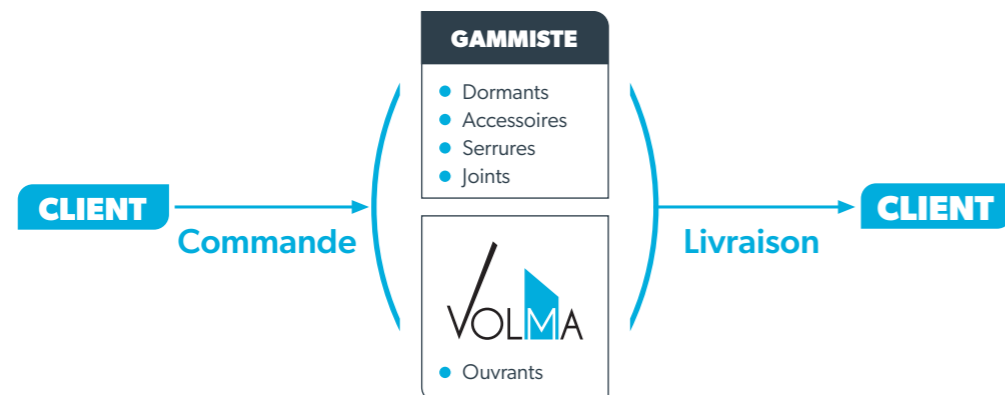 GAMMISTE
Dormants
Accessoires
Serrures
Joints
CLIENT
Commande
Livraison
CLIENT
VOLMA
Ouvrants